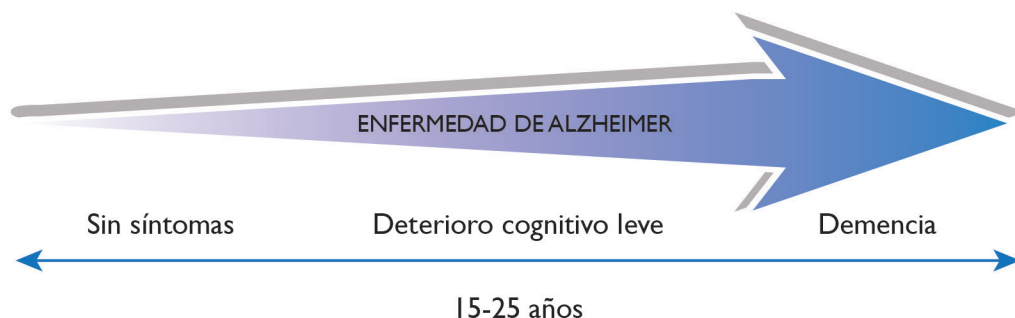 ENFERMEDAD DE ALZHEIMER
Sin síntomas Deterioro cognitivo leve Demencia
15-25 años